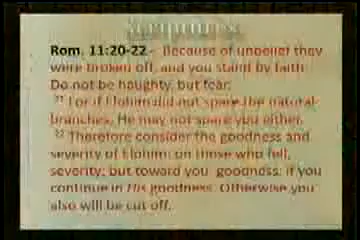 Rom. 11:20-22 - Because of unbelief they
were broken off, and you stand by faith.
Do not be haughty, but fear.
21 For if Elohim did not spare the natural
branches, He may not spare you either.
22 Therefore consider the goodness and
severity of Elohim: on those who fell,
severity; but toward you goodness, if you
continue in His goodness. Otherwise you
also will be cut off.